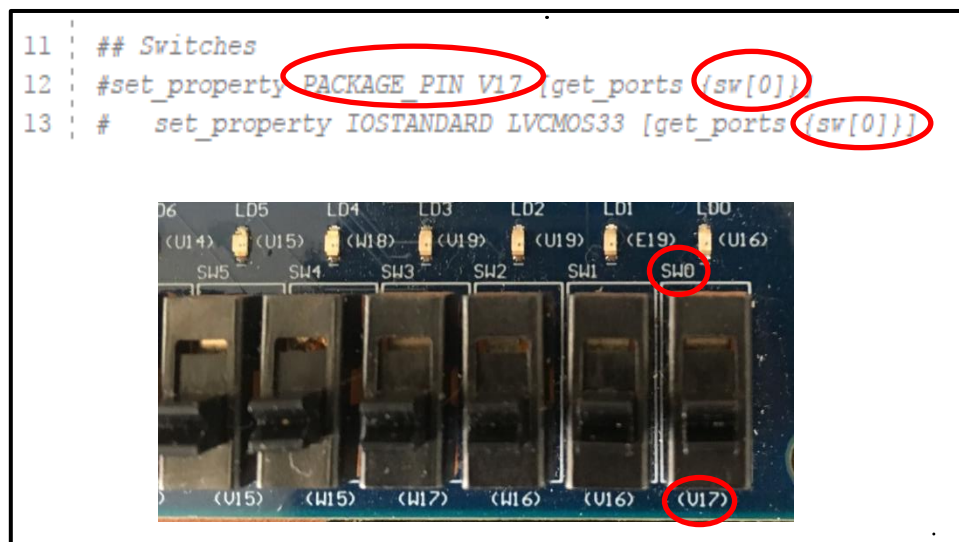 11 ## Switches
12 #set_property PACKAGE_PIN V17 [get_ports {sw[0]}]
13 # set_property IOSTANDARD LVCMOS33 [get_ports {sw[0]}]
LD5 LD4 LD3 LD2 LD1 LD0
(U14) (U15) (W18) (V19) (U19) (E19) (U16)
SW5 SW4 SW3 SW2 SW1 SW0
(V15) (W15) (W17) (W16) (V16) (V17)